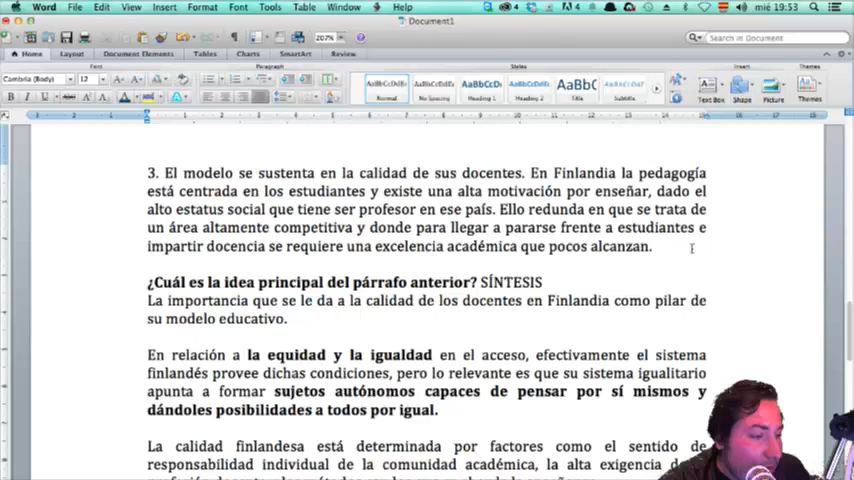 Word File Edit View Insert Format Font Tools Table Window Help 4 4 mié 19:53
Document1
207% Search in Document
Home Layout Document Elements Tables Charts SmartArt Review
Font Paragraph Styles Insert Themes
Cambria (Body) 12
Normal No Spacing Heading 1 Heading 2 Title Subtitle Text Box Shape Picture Themes
3. El modelo se sustenta en la calidad de sus docentes. En Finlandia la pedagogía
está centrada en los estudiantes y existe una alta motivación por enseñar, dado el
alto estatus social que tiene ser profesor en ese país. Ello redunda en que se trata de
un área altamente competitiva y donde para llegar a pararse frente a estudiantes e
impartir docencia se requiere una excelencia académica que pocos alcanzan.
¿Cuál es la idea principal del párrafo anterior? SÍNTESIS
La importancia que se le da a la calidad de los docentes en Finlandia como pilar de
su modelo educativo.
En relación a la equidad y la igualdad en el acceso, efectivamente el sistema
finlandés provee dichas condiciones, pero lo relevante es que su sistema igualitario
apunta a formar sujetos autónomos capaces de pensar por sí mismos y
dándoles posibilidades a todos por igual.
La calidad finlandesa está determinada por factores como el sentido de
responsabilidad individual de la comunidad académica, la alta exigencia